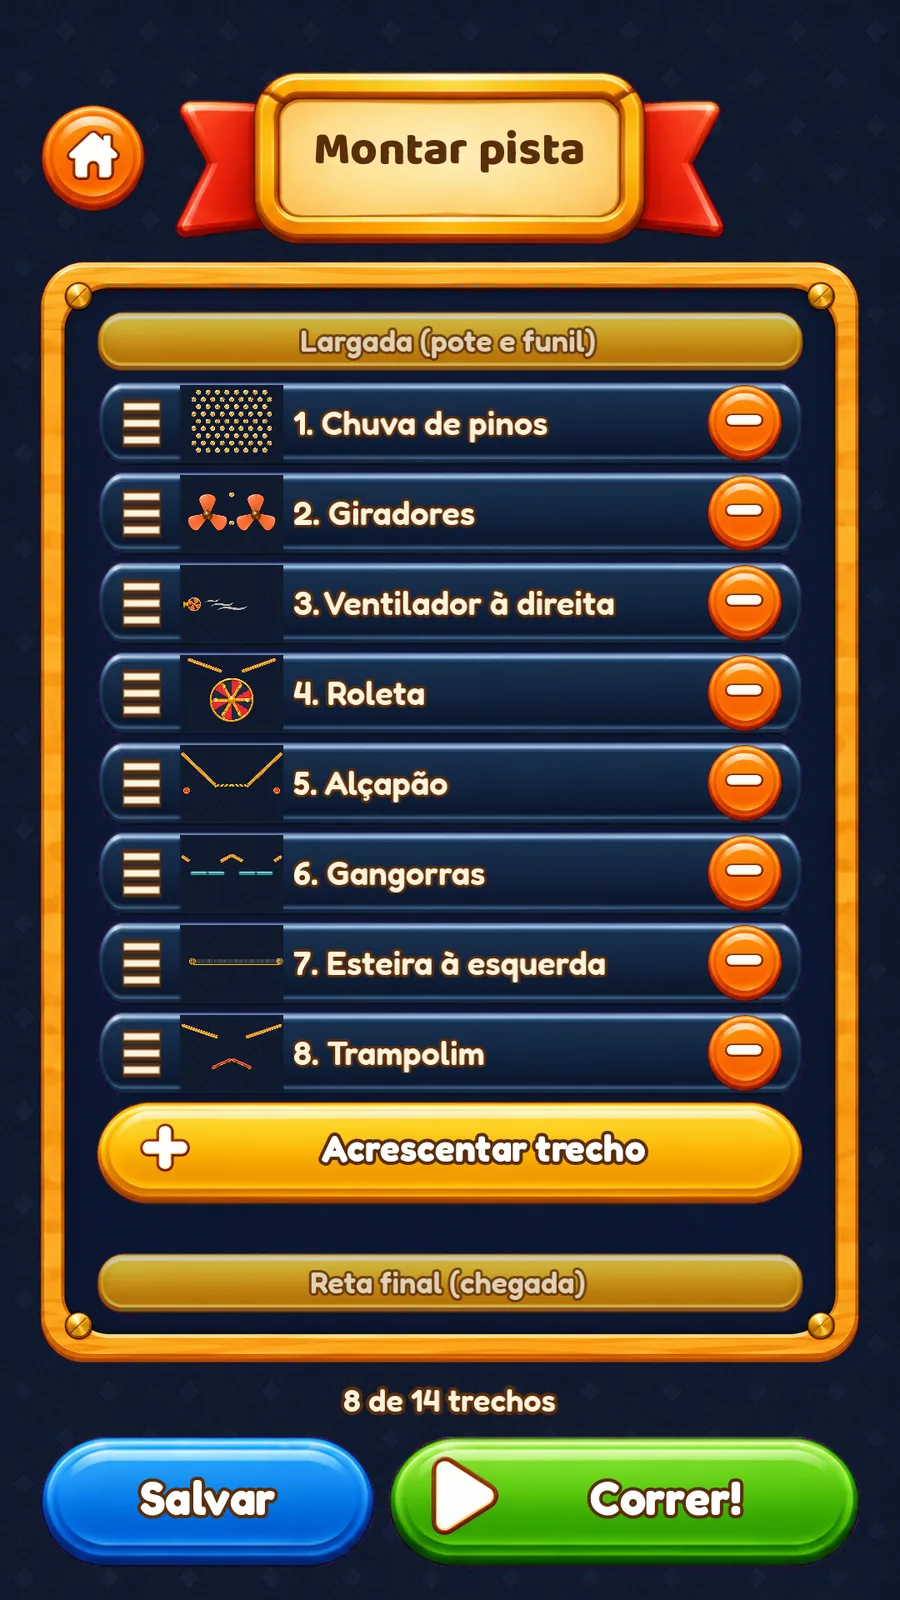 Montar pista
Largada (pote e funil)
1. Chuva de pinos
2. Giradores
3. Ventilador à direita
4. Roleta
5. Alçapão
6. Gangorras
7. Esteira à esquerda
8. Trampolim
Acrescentar trecho
Reta final (chegada)
8 de 14 trechos
Salvar
Correr!